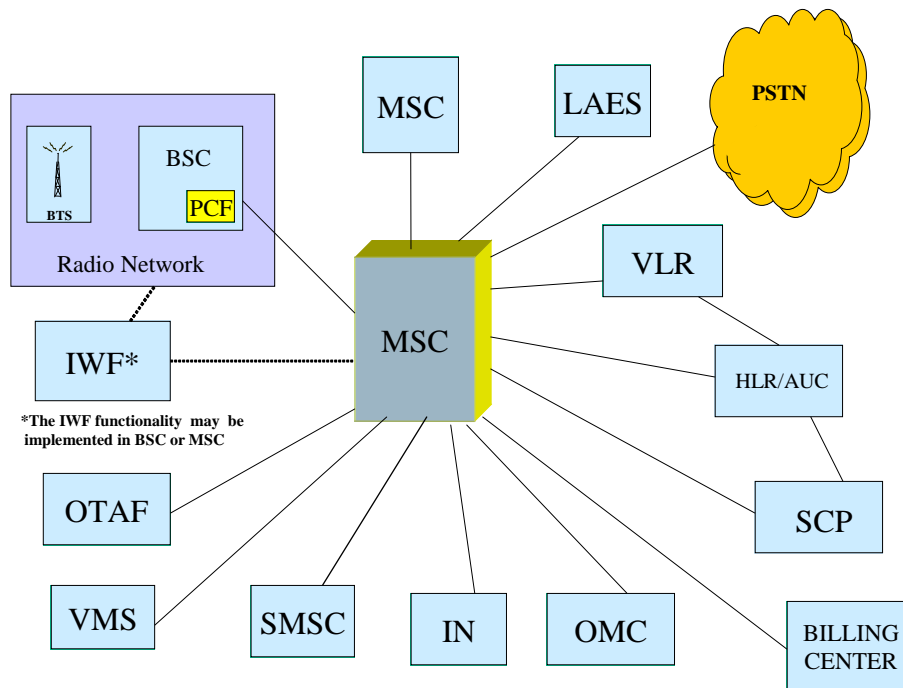 MSC
LAES
PSTN
BSC
PCF
BTS
Radio Network
VLR
MSC
IWF*
HLR/AUC
*The IWF functionality may be
implemented in BSC or MSC
OTAF
SCP
VMS
SMSC
IN
OMC
BILLING
CENTER